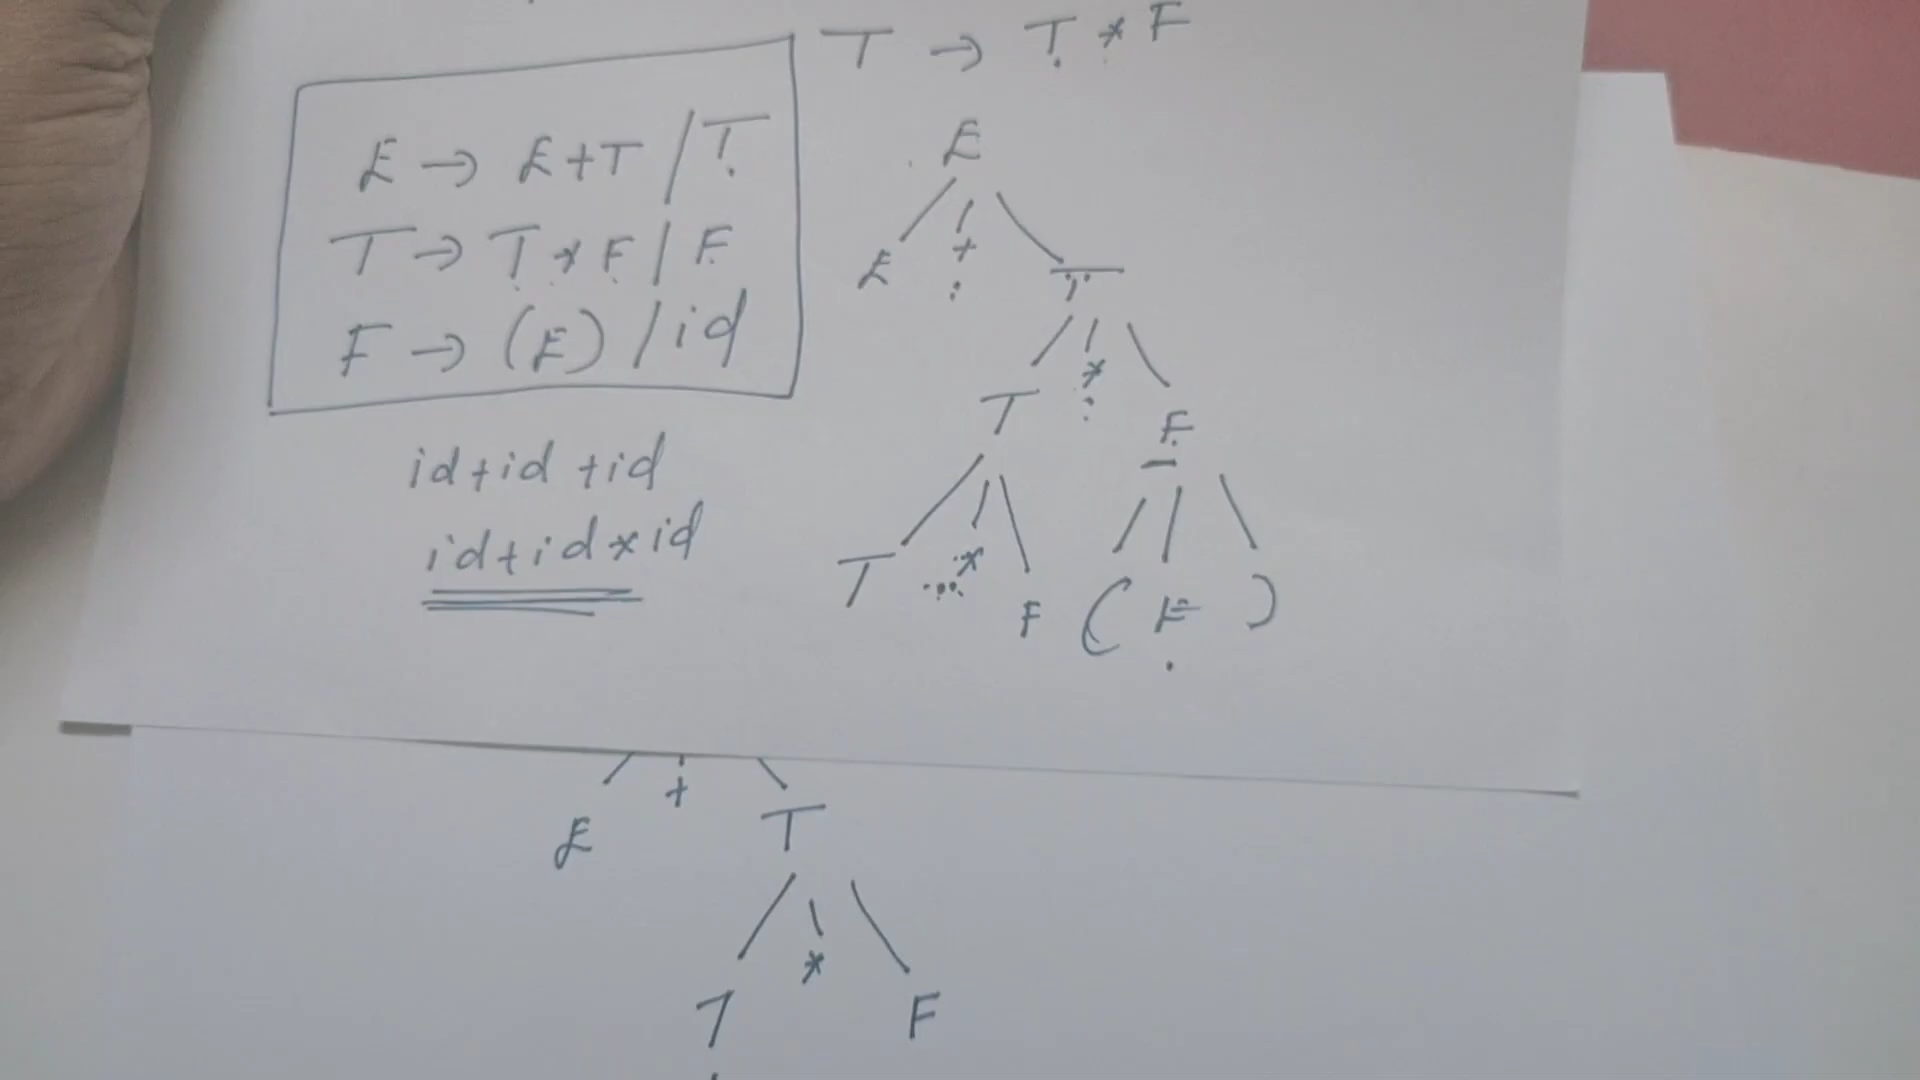 T → T * F
E → E+T / T
T → T * F / F
F → (E) / id
id+id+id
id+id*id
E
E + T
T * F
T * F ( E )
E + T
T * F